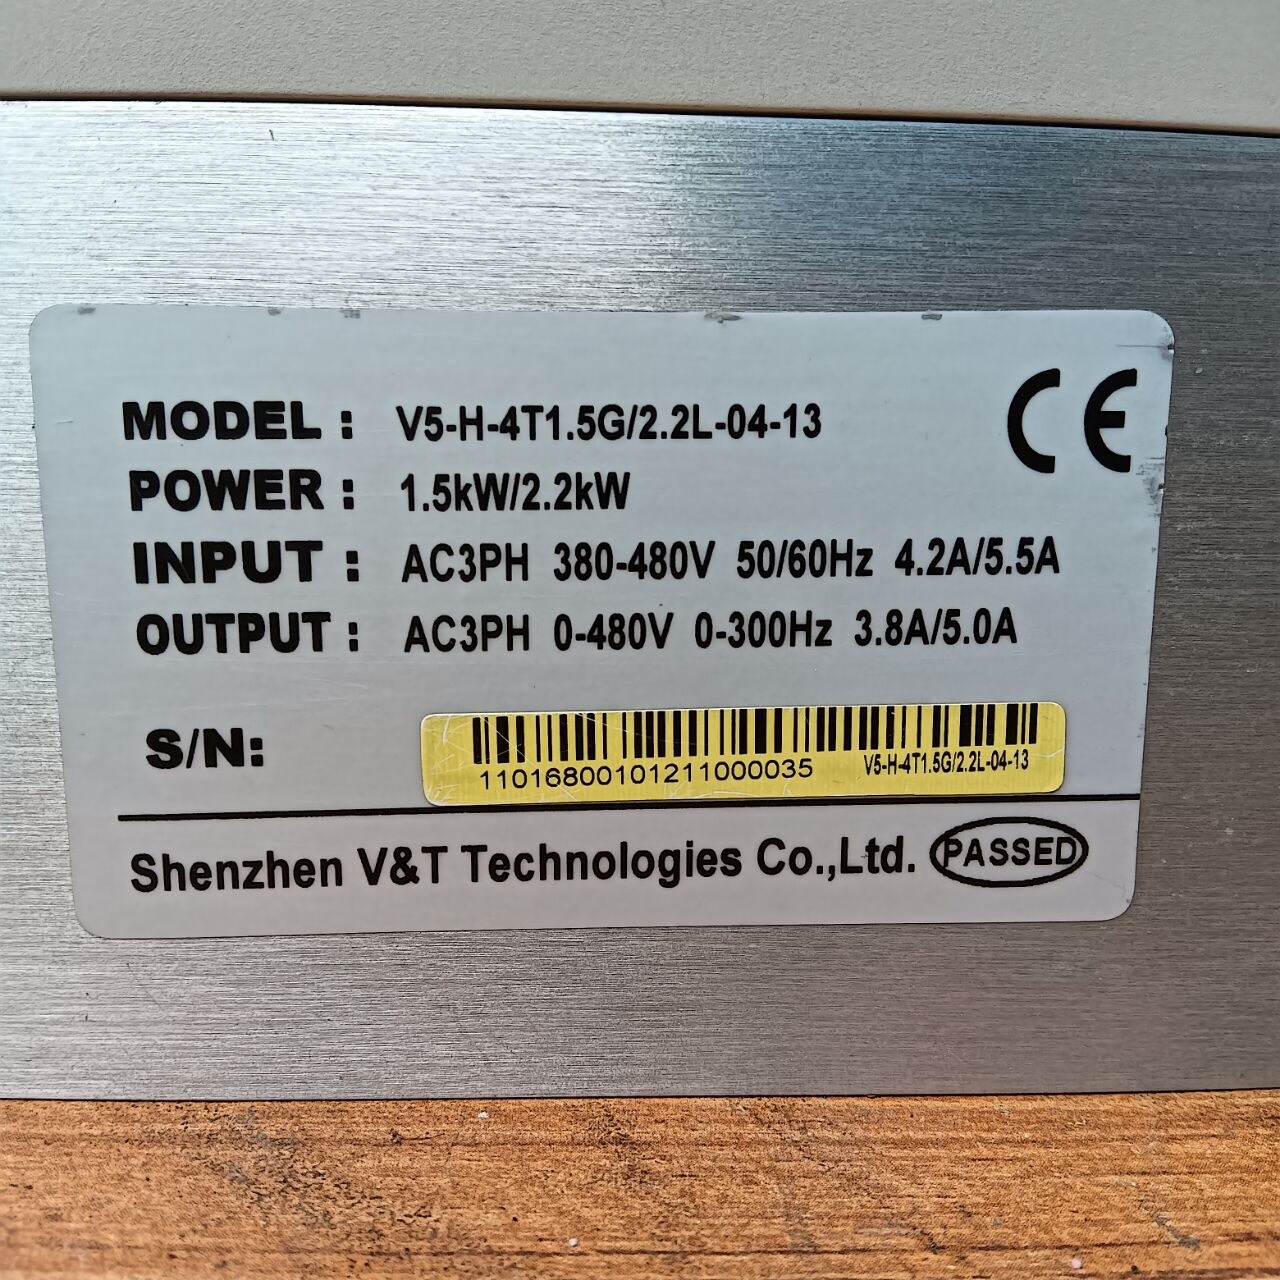 MODEL : V5-H-4T1.5G/2.2L-04-13 CE
POWER : 1.5kW/2.2kW
INPUT : AC3PH 380-480V 50/60Hz 4.2A/5.5A
OUTPUT : AC3PH 0-480V 0-300Hz 3.8A/5.0A
S/N:
11016800101211000035 V5-H-4T1.5G/2.2L-04-13
Shenzhen V&T Technologies Co.,Ltd. PASSED